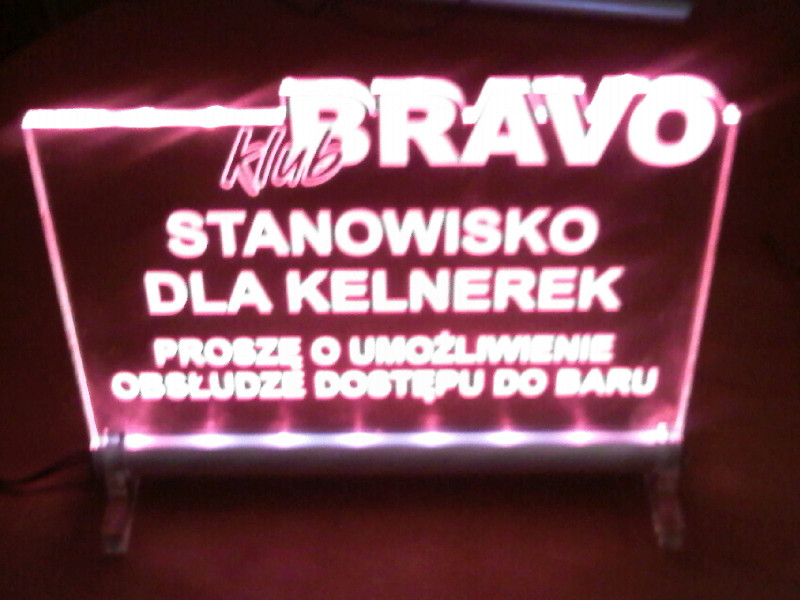 klub BRAVO
STANOWISKO
DLA KELNEREK
PROSZĘ O UMOŻLIWIENIE
OBSŁUDZE DOSTĘPU DO BARU